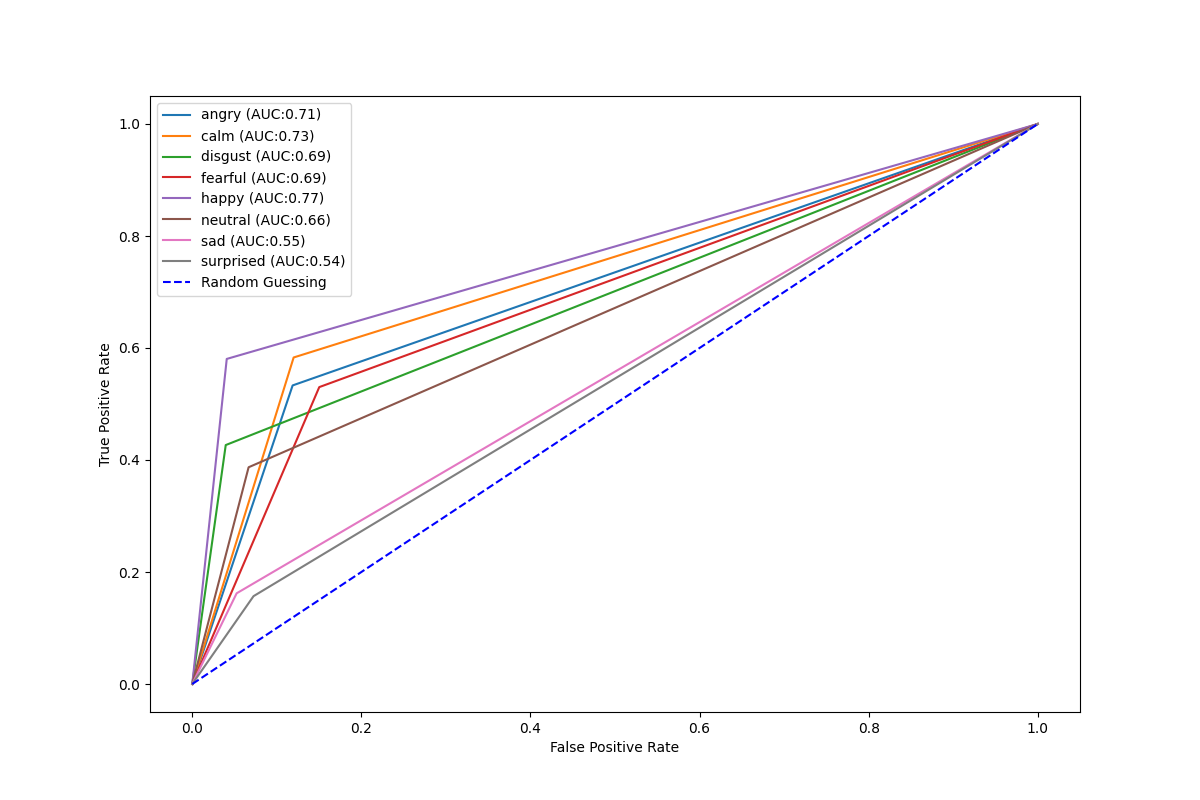 angry (AUC:0.71)
calm (AUC:0.73)
disgust (AUC:0.69)
fearful (AUC:0.69)
happy (AUC:0.77)
neutral (AUC:0.66)
sad (AUC:0.55)
surprised (AUC:0.54)
Random Guessing
1.0
0.8
0.6
0.4
0.2
0.0
True Positive Rate
0.0 0.2 0.4 0.6 0.8 1.0
False Positive Rate